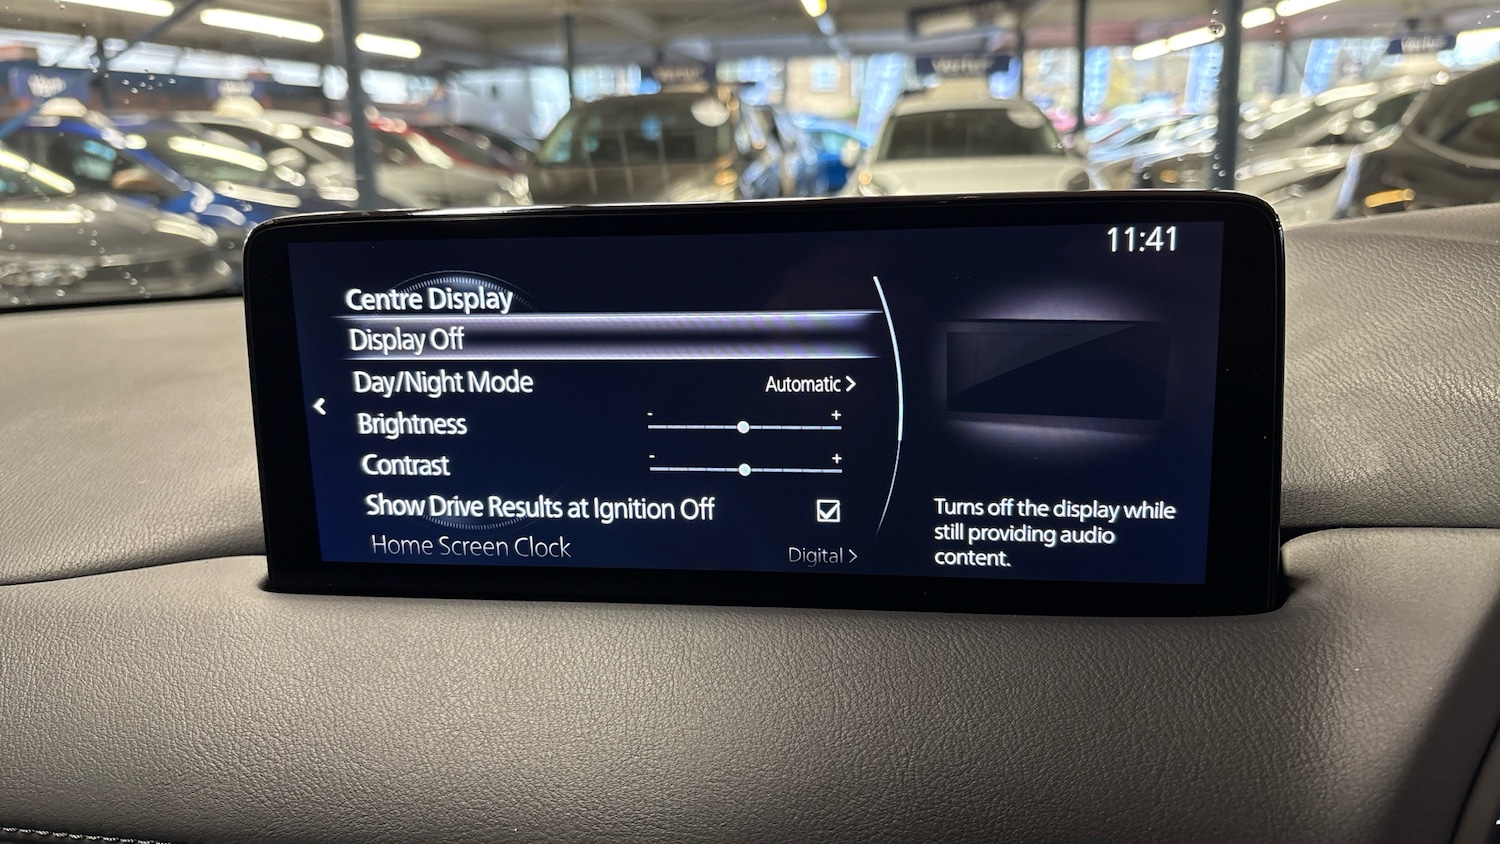 11:41
Centre Display
Display Off
Day/Night Mode Automatic >
Brightness - +
Contrast - +
Show Drive Results at Ignition Off
Home Screen Clock Digital >
Turns off the display while
still providing audio
content.